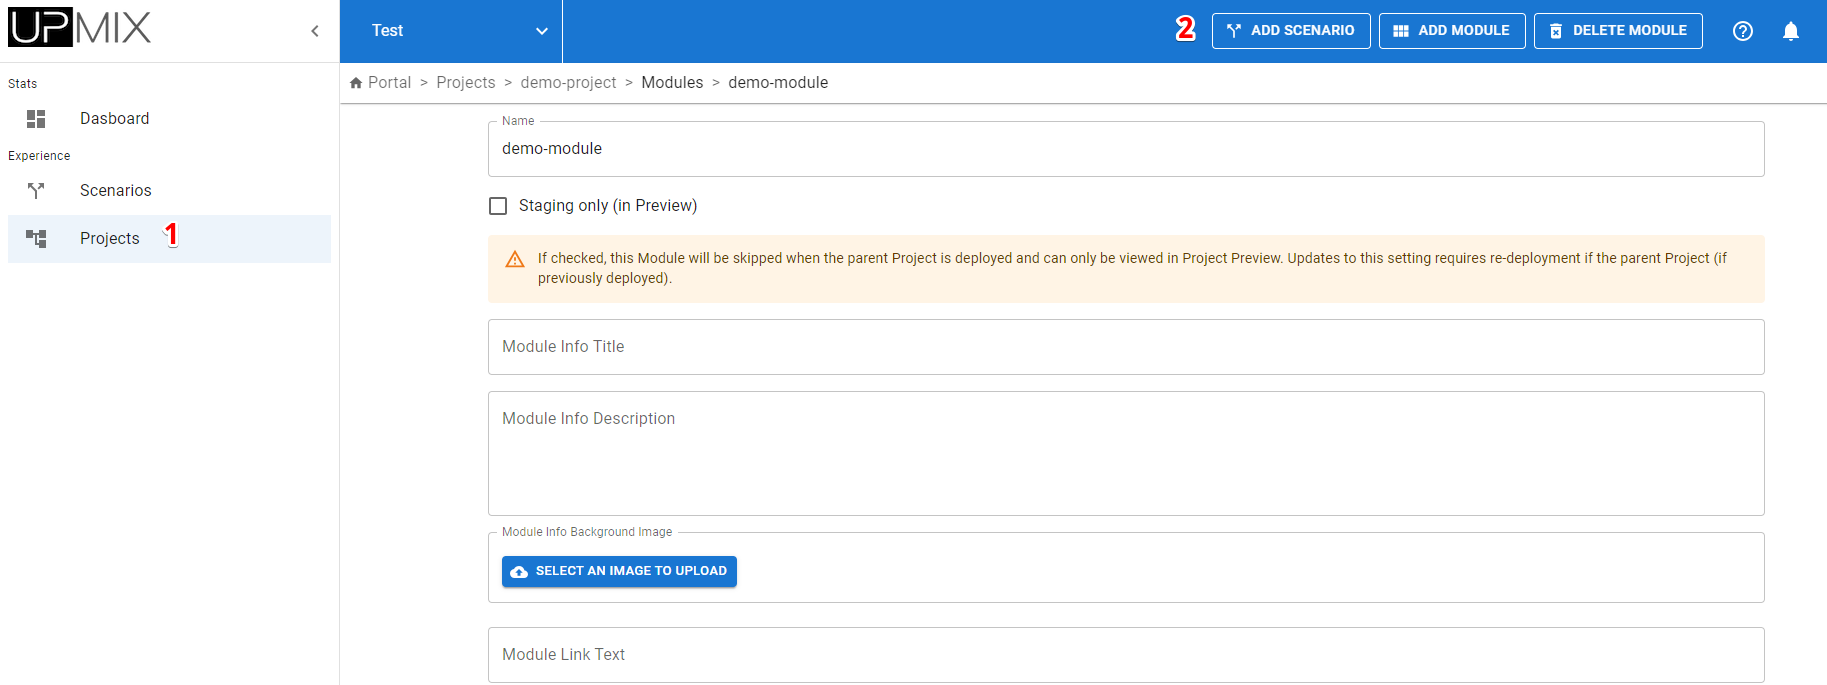 UPMIX
Test
2
ADD SCENARIO
ADD MODULE
DELETE MODULE
Stats
Dasboard
Experience
Scenarios
Projects
1
Portal > Projects > demo-project > Modules > demo-module
Name
demo-module
Staging only (in Preview)
If checked, this Module will be skipped when the parent Project is deployed and can only be viewed in Project Preview. Updates to this setting requires re-deployment if the parent Project (if
previously deployed).
Module Info Title
Module Info Description
Module Info Background Image
SELECT AN IMAGE TO UPLOAD
Module Link Text